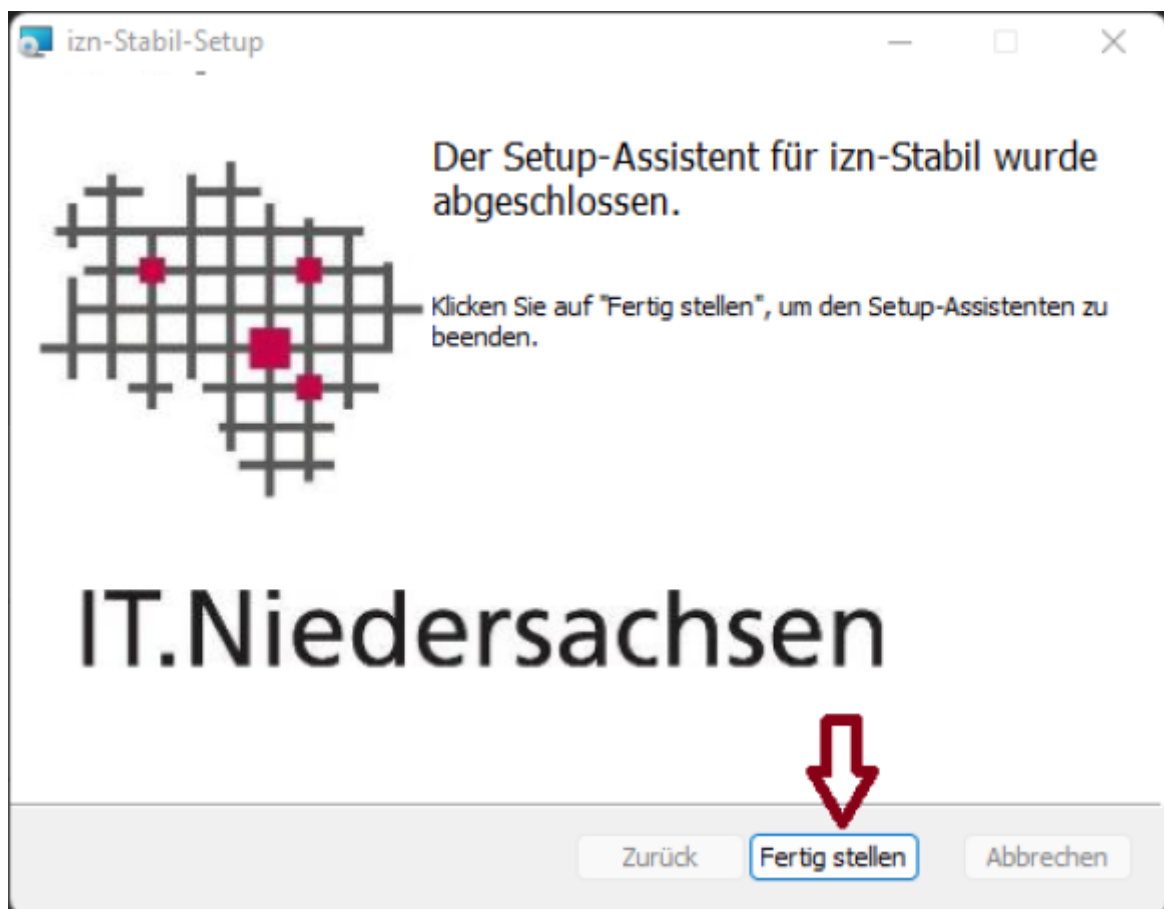 izn-Stabil-Setup
Der Setup-Assistent für izn-Stabil wurde
abgeschlossen.
Klicken Sie auf "Fertig stellen", um den Setup-Assistenten zu
beenden.
IT.Niedersachsen
Zurück Fertig stellen Abbrechen